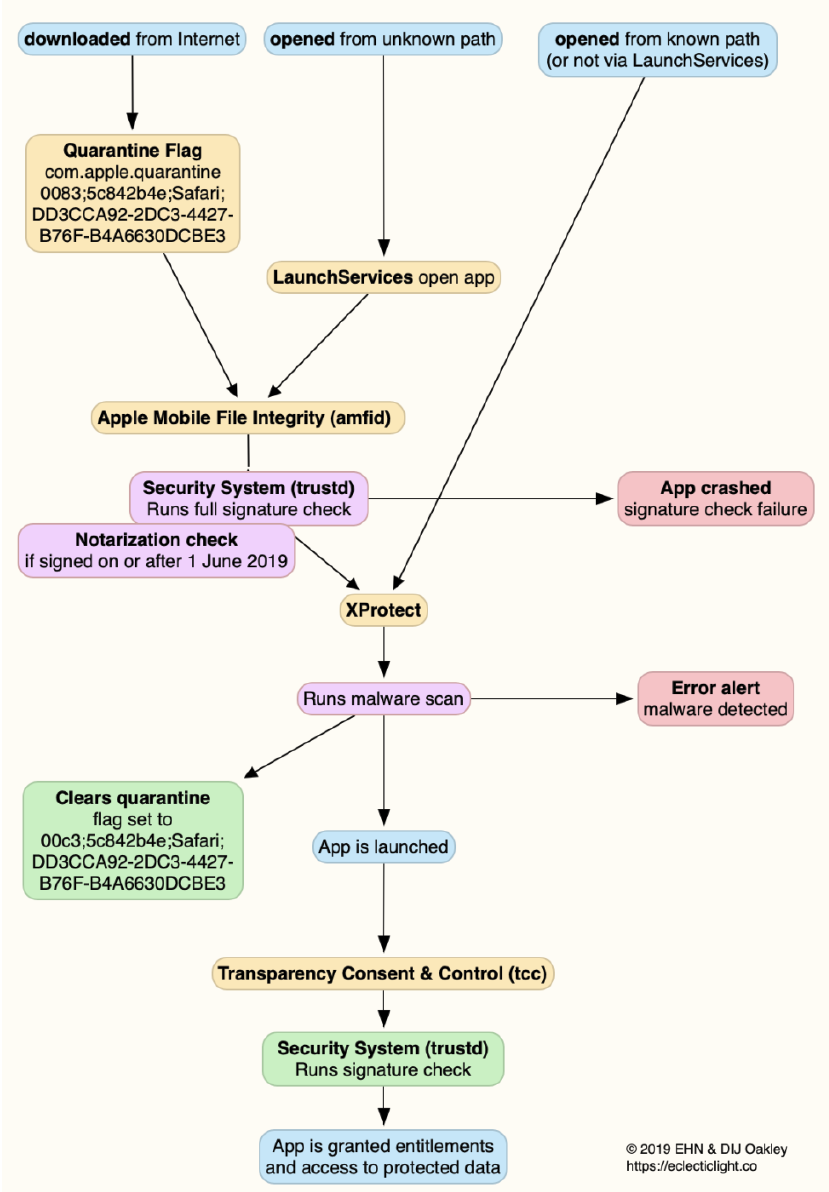 downloaded from Internet
opened from unknown path
opened from known path
(or not via LaunchServices)
Quarantine Flag
com.apple.quarantine
0083;5c842b4e;Safari;
DD3CCA92-2DC3-4427-
B76F-B4A6630DCBE3
LaunchServices open app
Apple Mobile File Integrity (amfid)
Security System (trustd)
Runs full signature check
App crashed
signature check failure
Notarization check
if signed on or after 1 June 2019
XProtect
Runs malware scan
Error alert
malware detected
Clears quarantine
flag set to
00c3;5c842b4e;Safari;
DD3CCA92-2DC3-4427-
B76F-B4A6630DCBE3
App is launched
Transparency Consent & Control (tcc)
Security System (trustd)
Runs signature check
App is granted entitlements
and access to protected data
© 2019 EHN & DIJ Oakley
https://eclecticlight.co